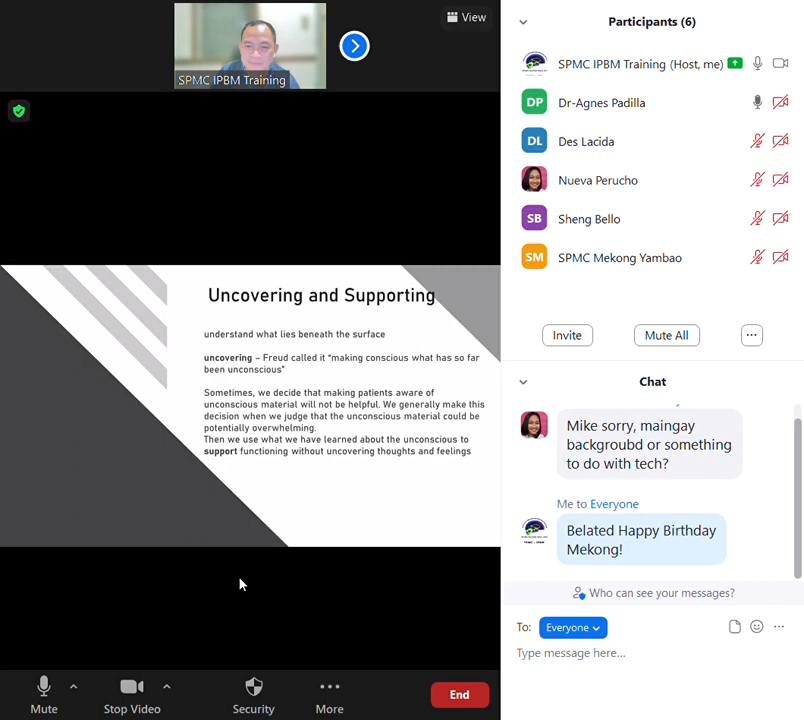 View
SPMC IPBM Training
Uncovering and Supporting
understand what lies beneath the surface
uncovering – Freud called it “making conscious what has so far
been unconscious”
Sometimes, we decide that making patients aware of
unconscious material will not be helpful. We generally make this
decision when we judge that the unconscious material could be
potentially overwhelming.
Then we use what we have learned about the unconscious to
support functioning without uncovering thoughts and feelings
Mute
Stop Video
Security
More
End
Participants (6)
SPMC IPBM Training (Host, me)
DP Dr-Agnes Padilla
DL Des Lacida
Nueva Perucho
SB Sheng Bello
SM SPMC Mekong Yambao
Invite
Mute All
Chat
Mike sorry, maingay
backgroubd or something
to do with tech?
Me to Everyone
Belated Happy Birthday
Mekong!
Who can see your messages?
To: Everyone
Type message here...